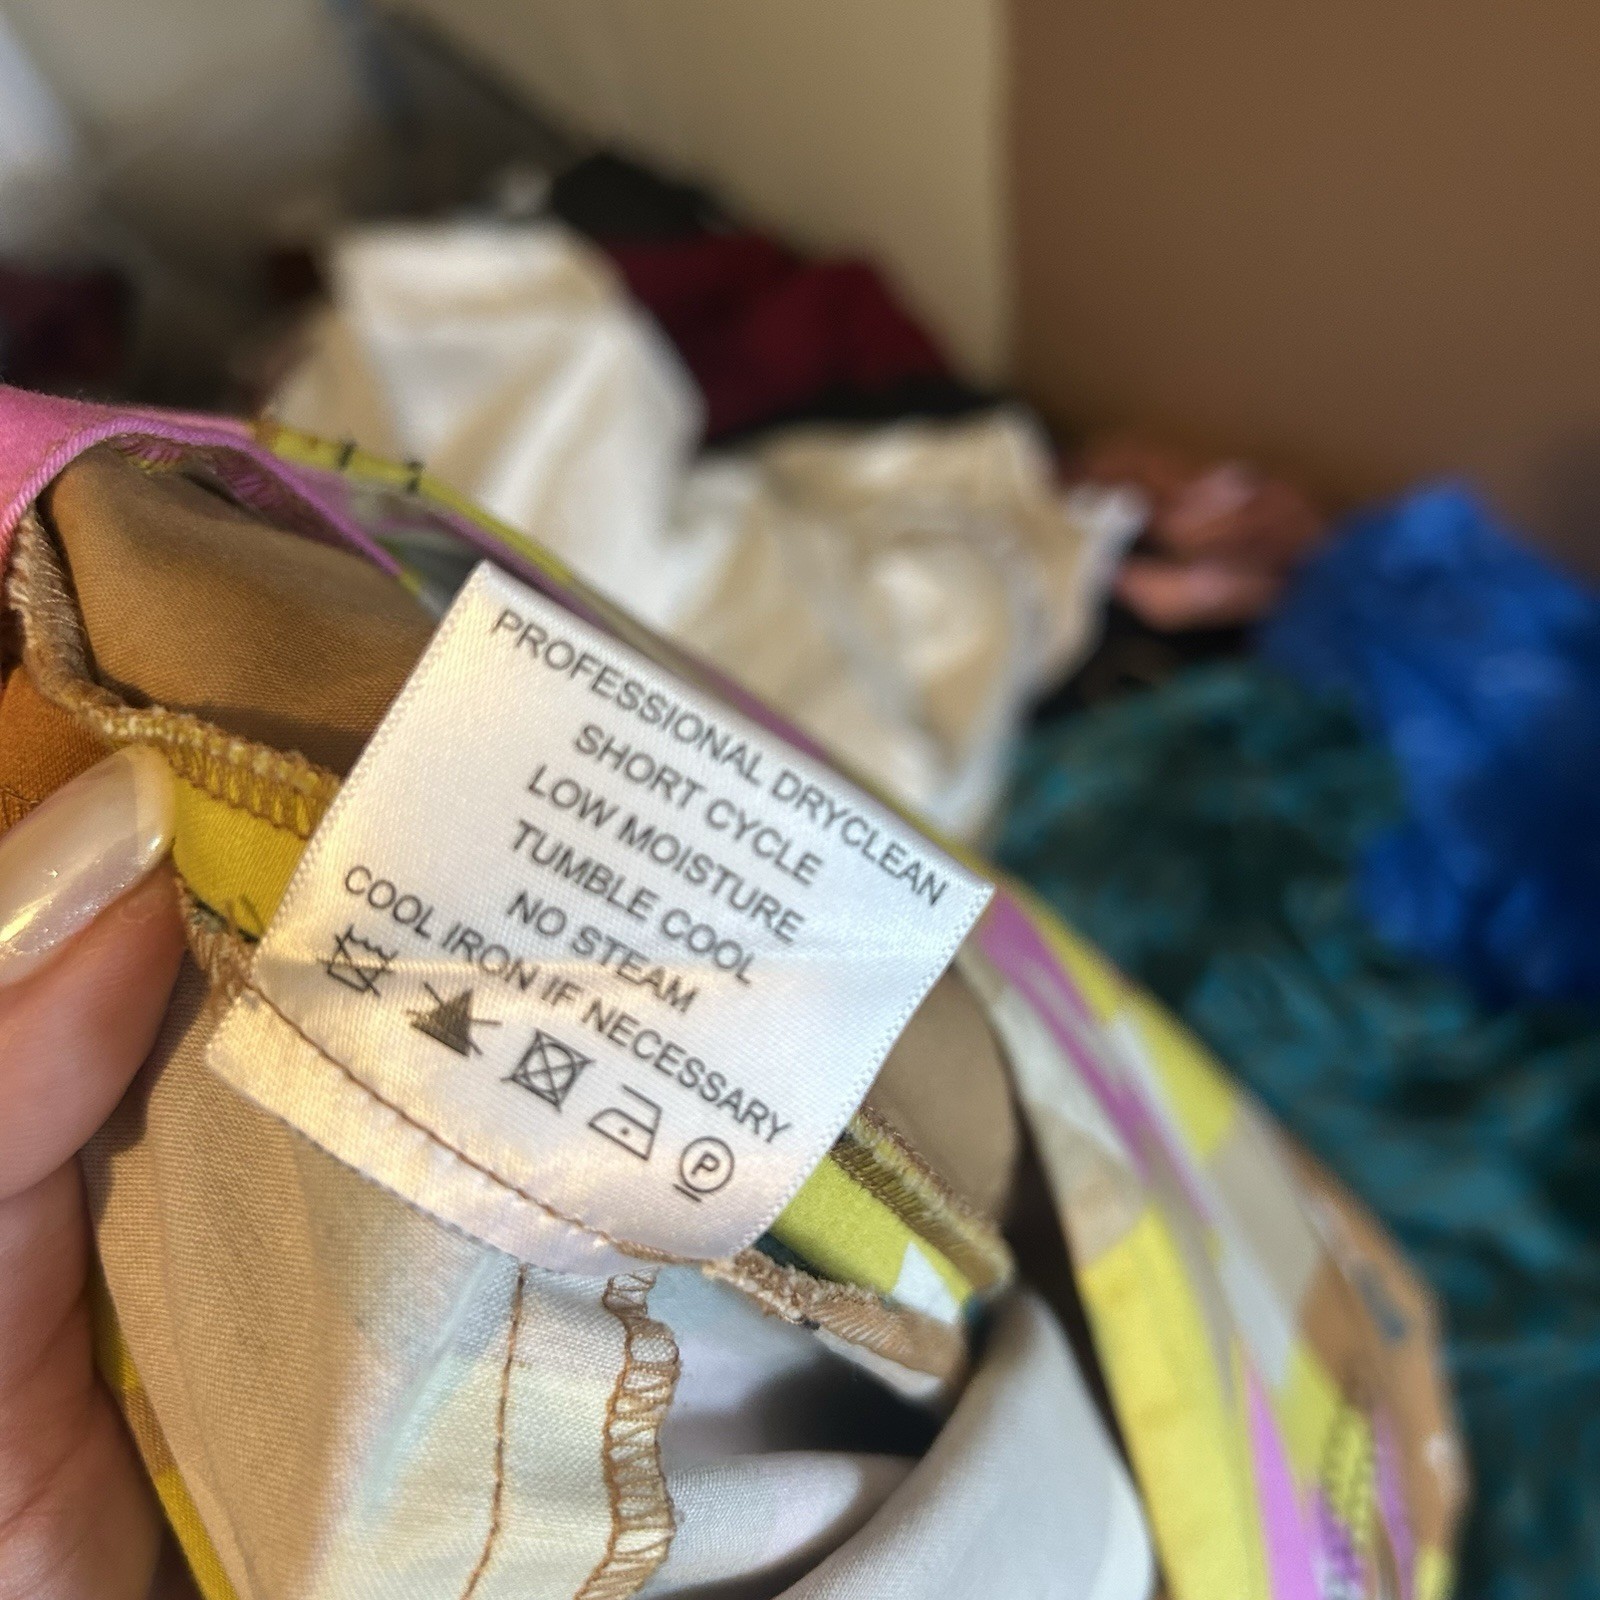 PROFESSIONAL DRYCLEAN
SHORT CYCLE
LOW MOISTURE
TUMBLE COOL
NO STEAM
COOL IRON IF NECESSARY
P